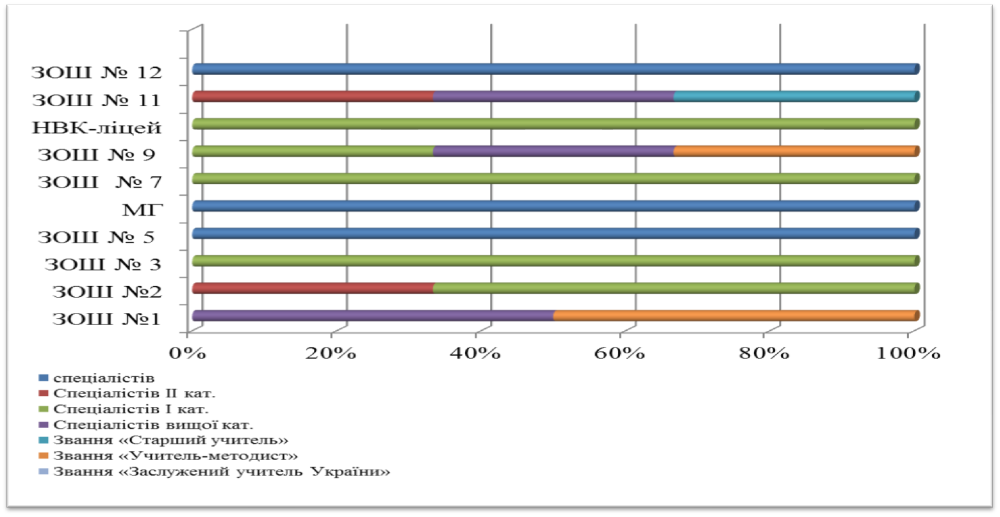 ЗОШ № 12
ЗОШ № 11
НВК-ліцей
ЗОШ № 9
ЗОШ № 7
МГ
ЗОШ № 5
ЗОШ № 3
ЗОШ №2
ЗОШ №1
0% 20% 40% 60% 80% 100%
спеціалістів
Спеціалістів ІІ кат.
Спеціалістів І кат.
Спеціалістів вищої кат.
Звання «Старший учитель»
Звання «Учитель-методист»
Звання «Заслужений учитель України»